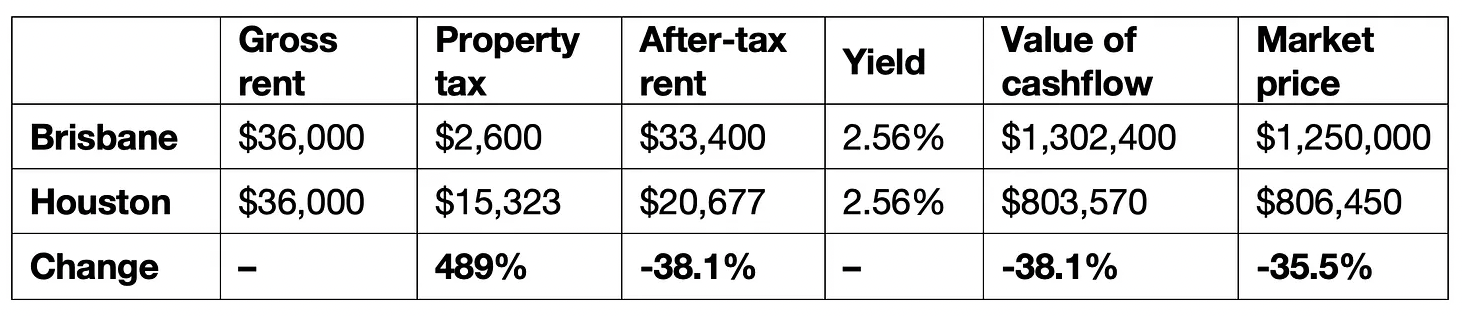 Gross rent Property tax After-tax rent Yield Value of cashflow Market price
Brisbane $36,000 $2,600 $33,400 2.56% $1,302,400 $1,250,000
Houston $36,000 $15,323 $20,677 2.56% $803,570 $806,450
Change – 489% -38.1% – -38.1% -35.5%